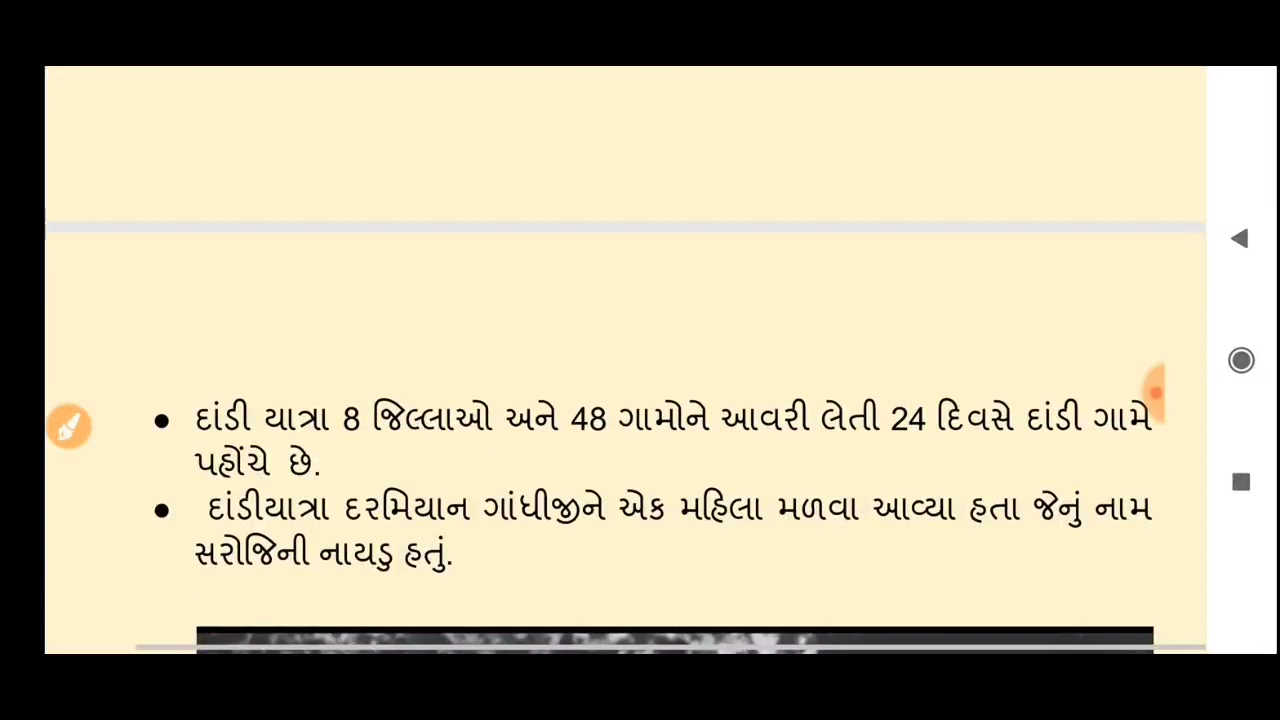 ● દાંડી યાત્રા 8 જિલ્લાઓ અને 48 ગામોને આવરી લેતી 24 દિવસે દાંડી ગામે
પહોંચે છે.
● દાંડીયાત્રા દરમિયાન ગાંધીજીને એક મહિલા મળવા આવ્યા હતા જેનું નામ
સરોજિની નાયડુ હતું.